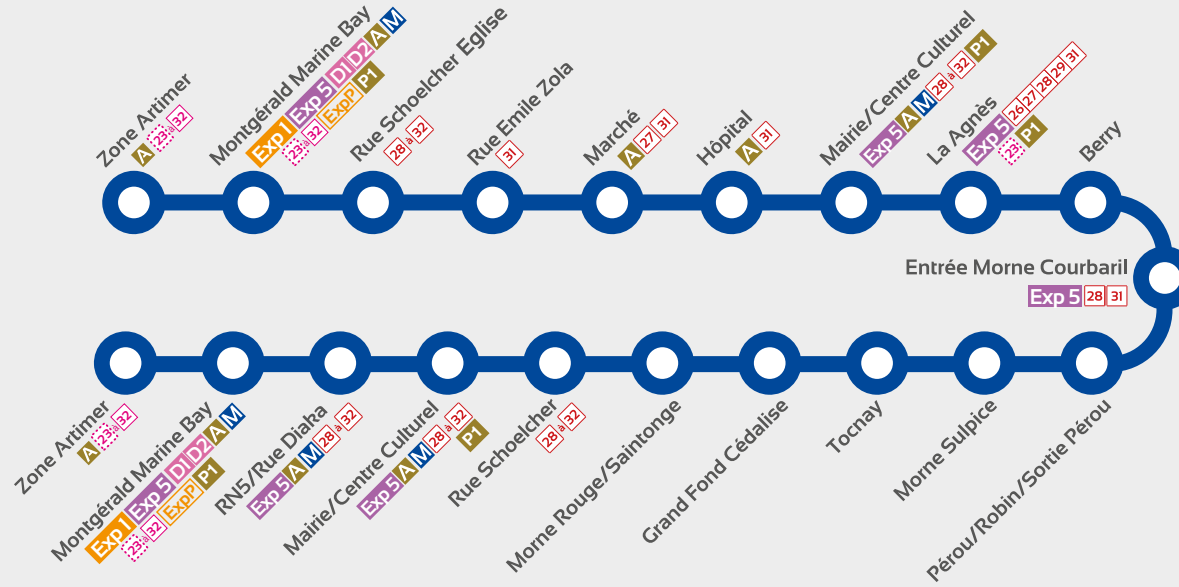 Zone Artimer
A 23 à 32
Montgérald Marine Bay
Exp 1 Exp 5 D1 D2 A M
23 à 32 ExpP P1
Rue Schoelcher Eglise
28 à 32
Rue Emile Zola
31
Marché
A 27 31
Hôpital
A 31
Mairie/Centre Culturel
Exp 5 A M 28 à 32 P1
La Agnès
Exp 5 26 27 28 29 31
23 P1
Berry
Entrée Morne Courbaril
Exp 5 28 31
Zone Artimer
A 23 à 32
Montgérald Marine Bay
Exp 1 Exp 5 D1 D2 A M
23 à 32 ExpP P1
RN5/Rue Diaka
Exp 5 A M 28 à 32
Mairie/Centre Culturel
Exp 5 A M 28 à 32
P1
Rue Schoelcher
28 à 32
Morne Rouge/Saintonge
Grand Fond Cédalise
Tocnay
Morne Sulpice
Pérou/Robin/Sortie Pérou